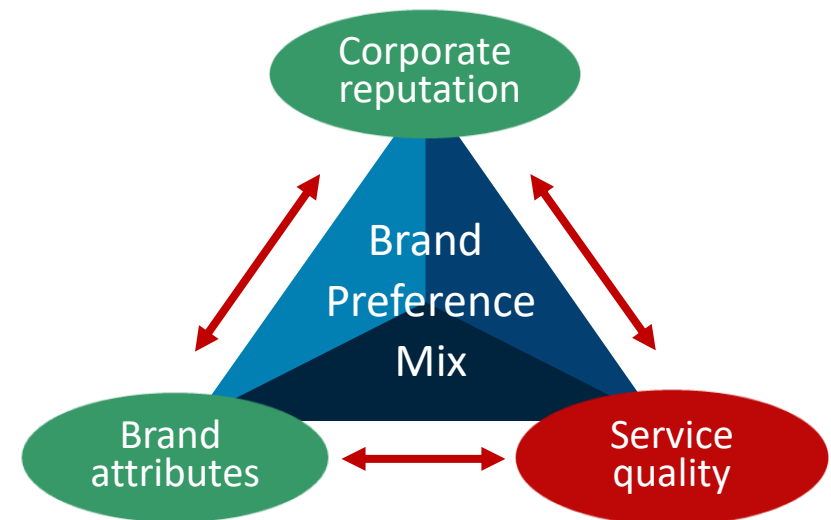 Corporate
reputation
Brand
Preference
Mix
Brand
attributes
Service
quality